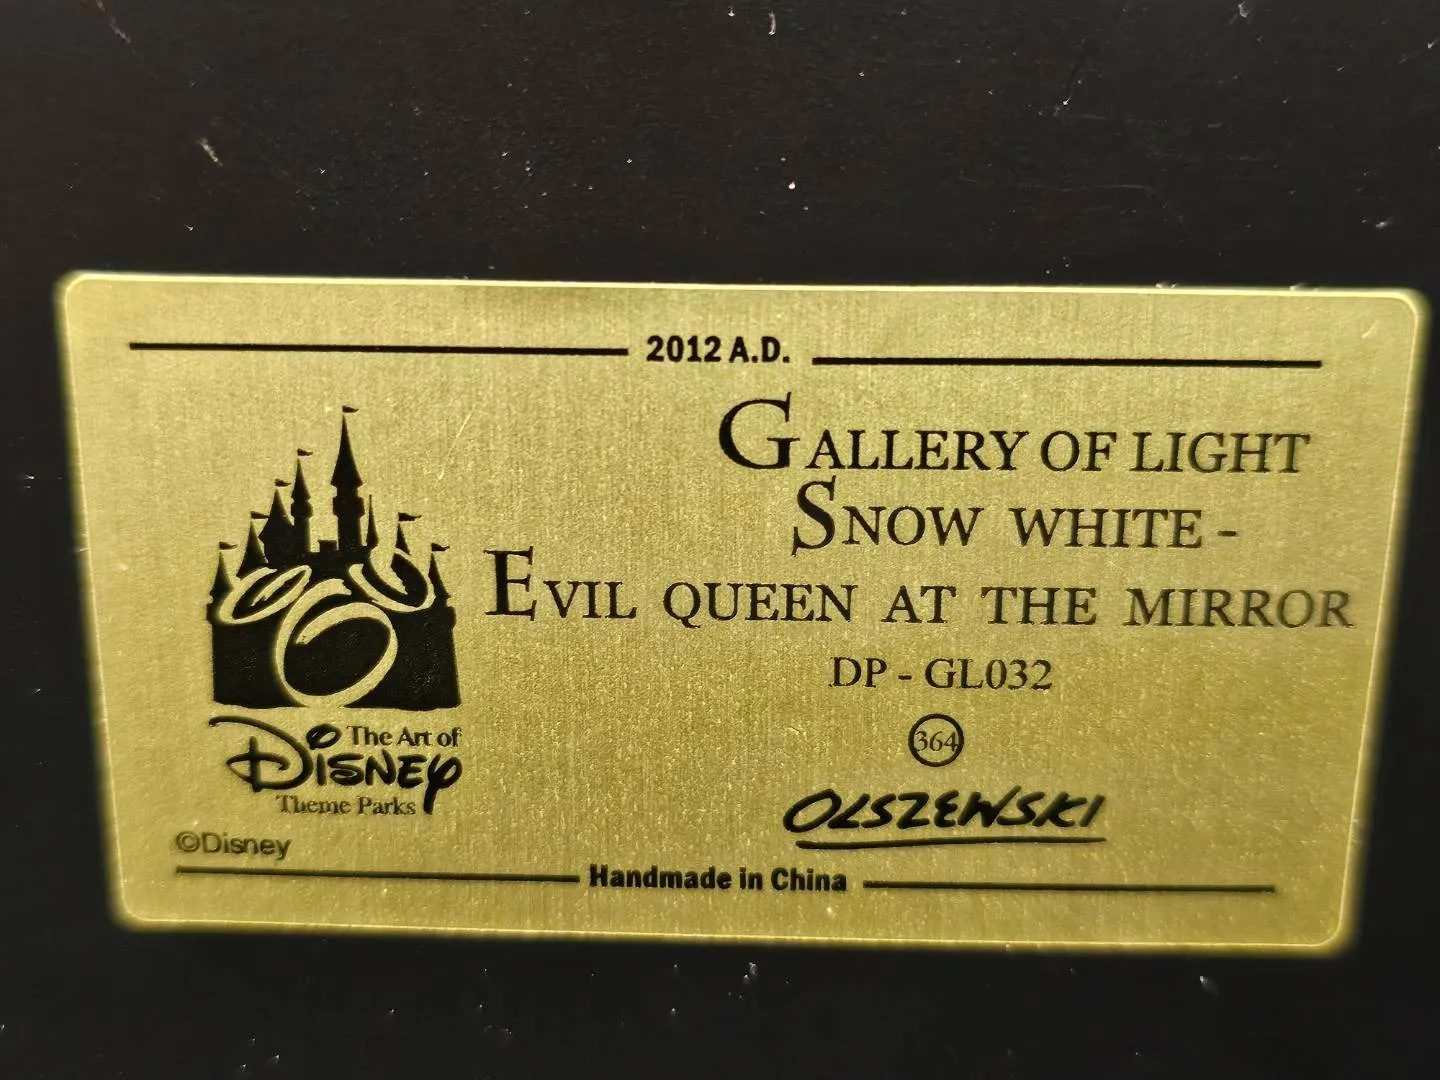 2012 A.D.
GALLERY OF LIGHT
SNOW WHITE -
EVIL QUEEN AT THE MIRROR
DP - GL032
364
OLSZEWSKI
The Art of
DISNEY
Theme Parks
©Disney
Handmade in China